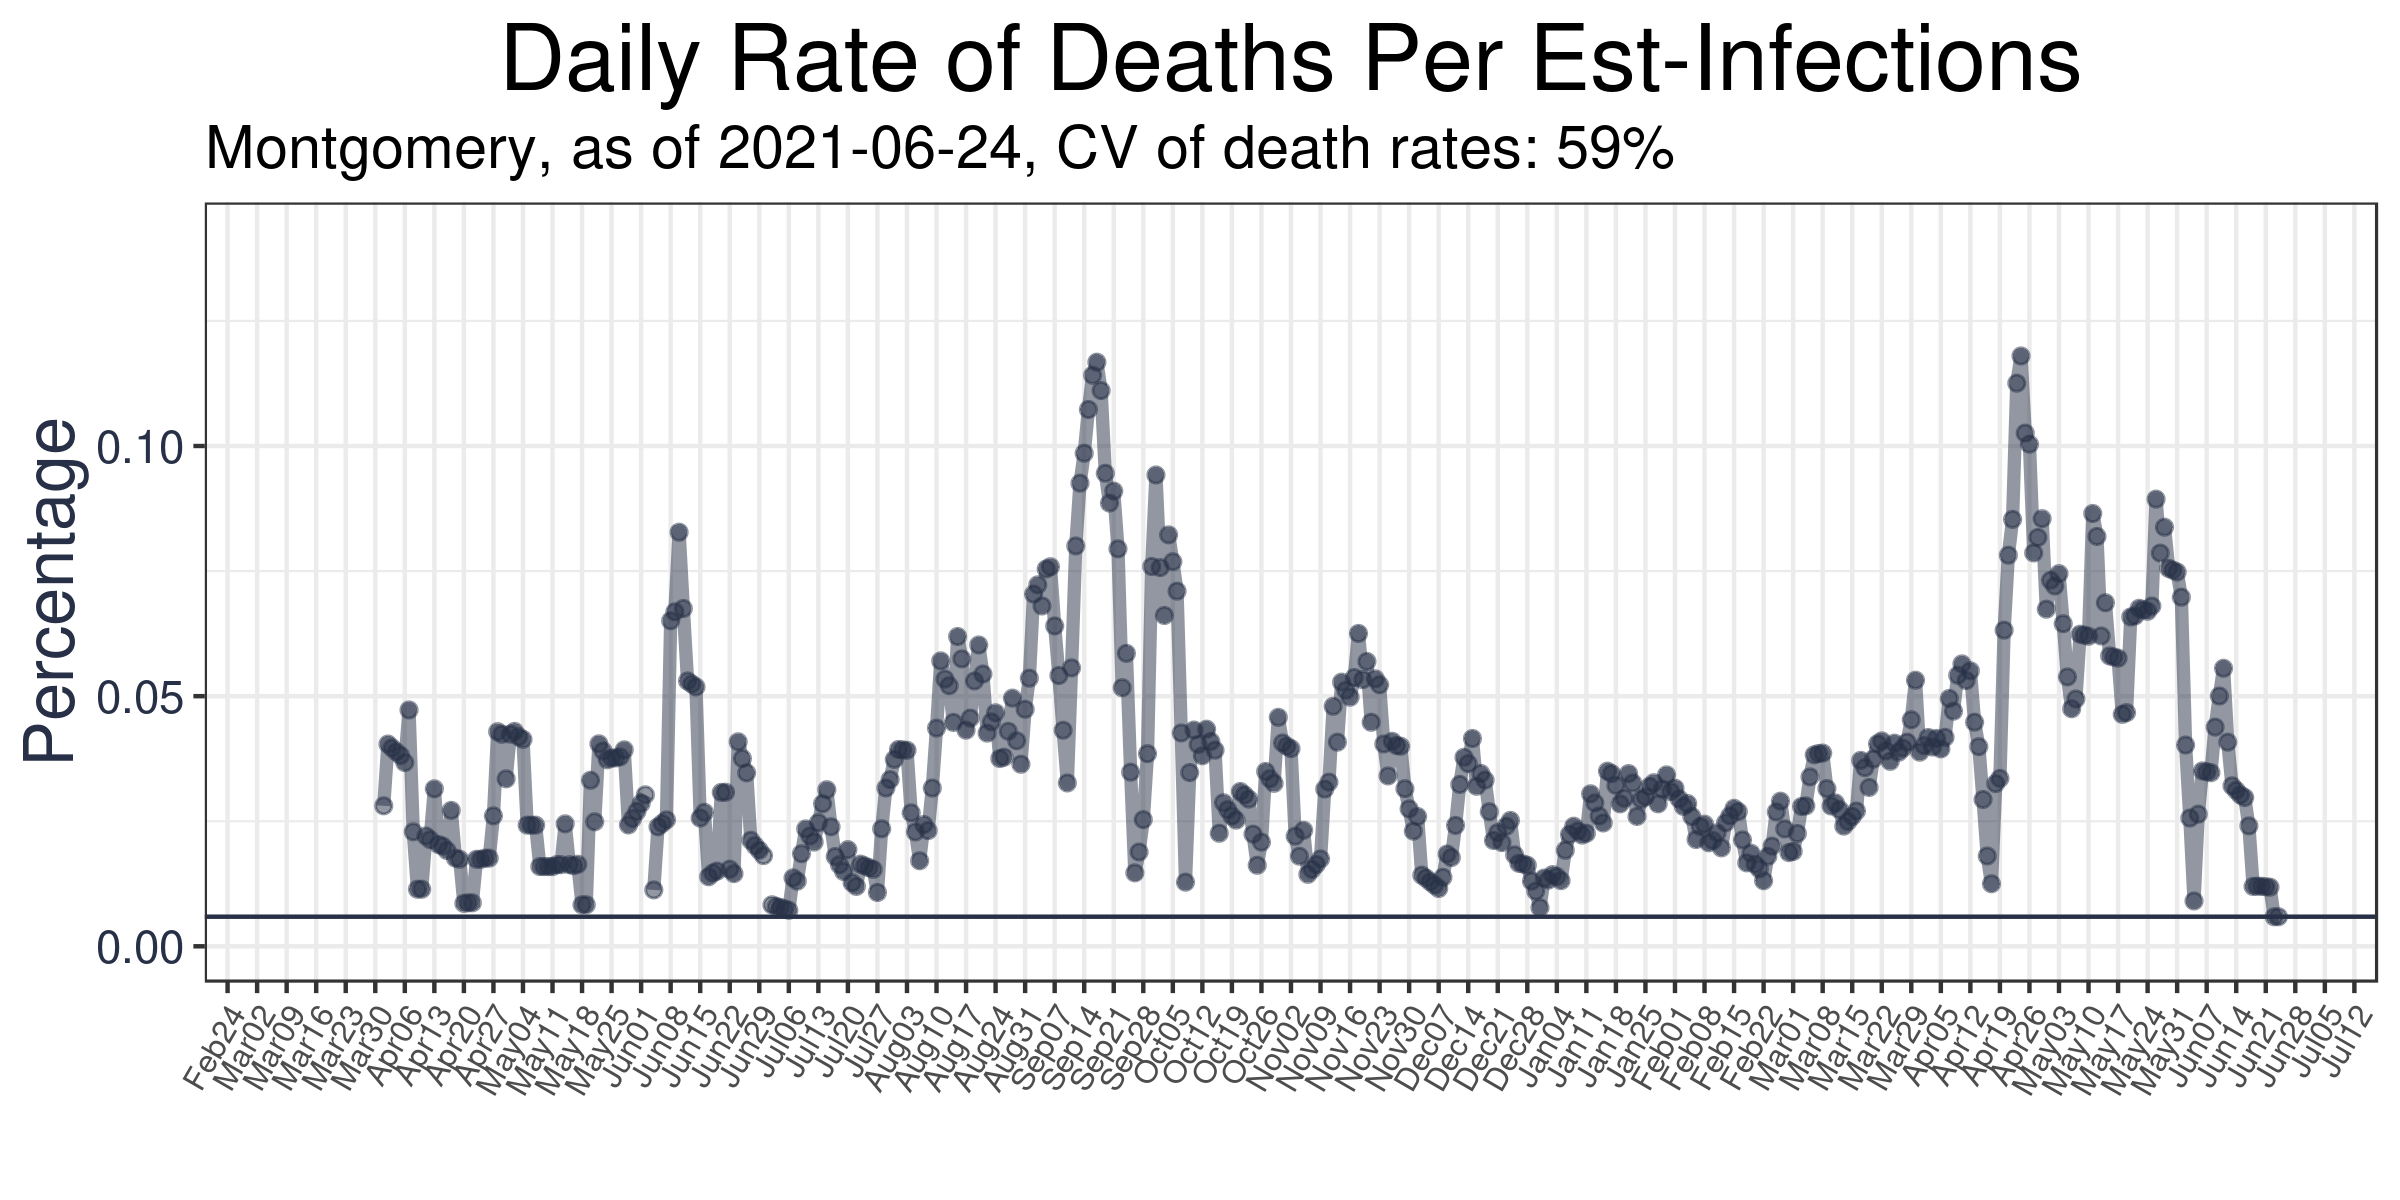 Daily Rate of Deaths Per Est-Infections
Montgomery, as of 2021-06-24, CV of death rates: 59%
Percentage
0.10
0.05
0.00
Feb24
Mar02
Mar09
Mar16
Mar23
Mar30
Apr06
Apr13
Apr20
Apr27
May04
May11
May18
May25
Jun01
Jun08
Jun15
Jun22
Jun29
Jul06
Jul13
Jul20
Jul27
Aug03
Aug10
Aug17
Aug24
Aug31
Sep07
Sep14
Sep21
Sep28
Oct05
Oct12
Oct19
Oct26
Nov02
Nov09
Nov16
Nov23
Nov30
Dec07
Dec14
Dec21
Dec28
Jan04
Jan11
Jan18
Jan25
Feb01
Feb08
Feb15
Feb22
Mar01
Mar08
Mar15
Mar22
Mar29
Apr05
Apr12
Apr19
Apr26
May03
May10
May17
May24
May31
Jun07
Jun14
Jun21
Jun28
Jul05
Jul12